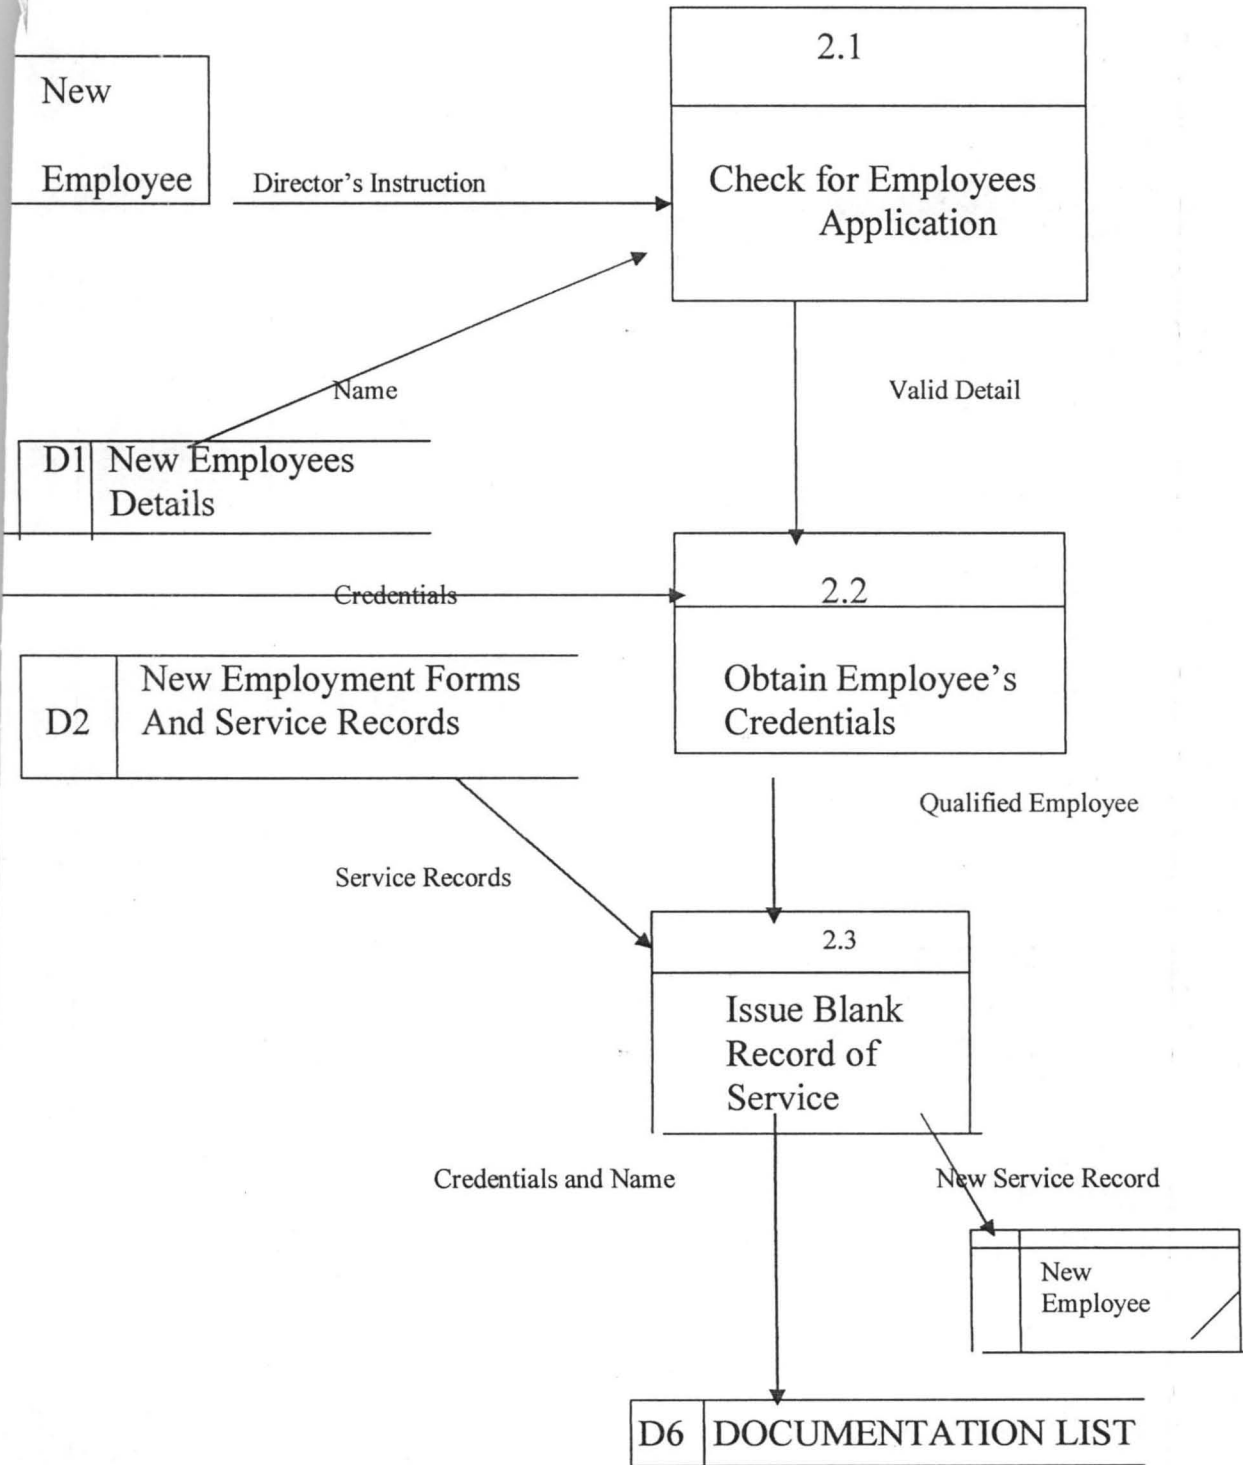 2.1
New
Employee
Director's Instruction
Check for Employees
Application
Name
Valid Detail
D1 New Employees
Details
Credentials
2.2
New Employment Forms
D2 And Service Records
Obtain Employee's
Credentials
Qualified Employee
Service Records
2.3
Issue Blank
Record of
Service
Credentials and Name
New Service Record
New
Employee
D6 DOCUMENTATION LIST